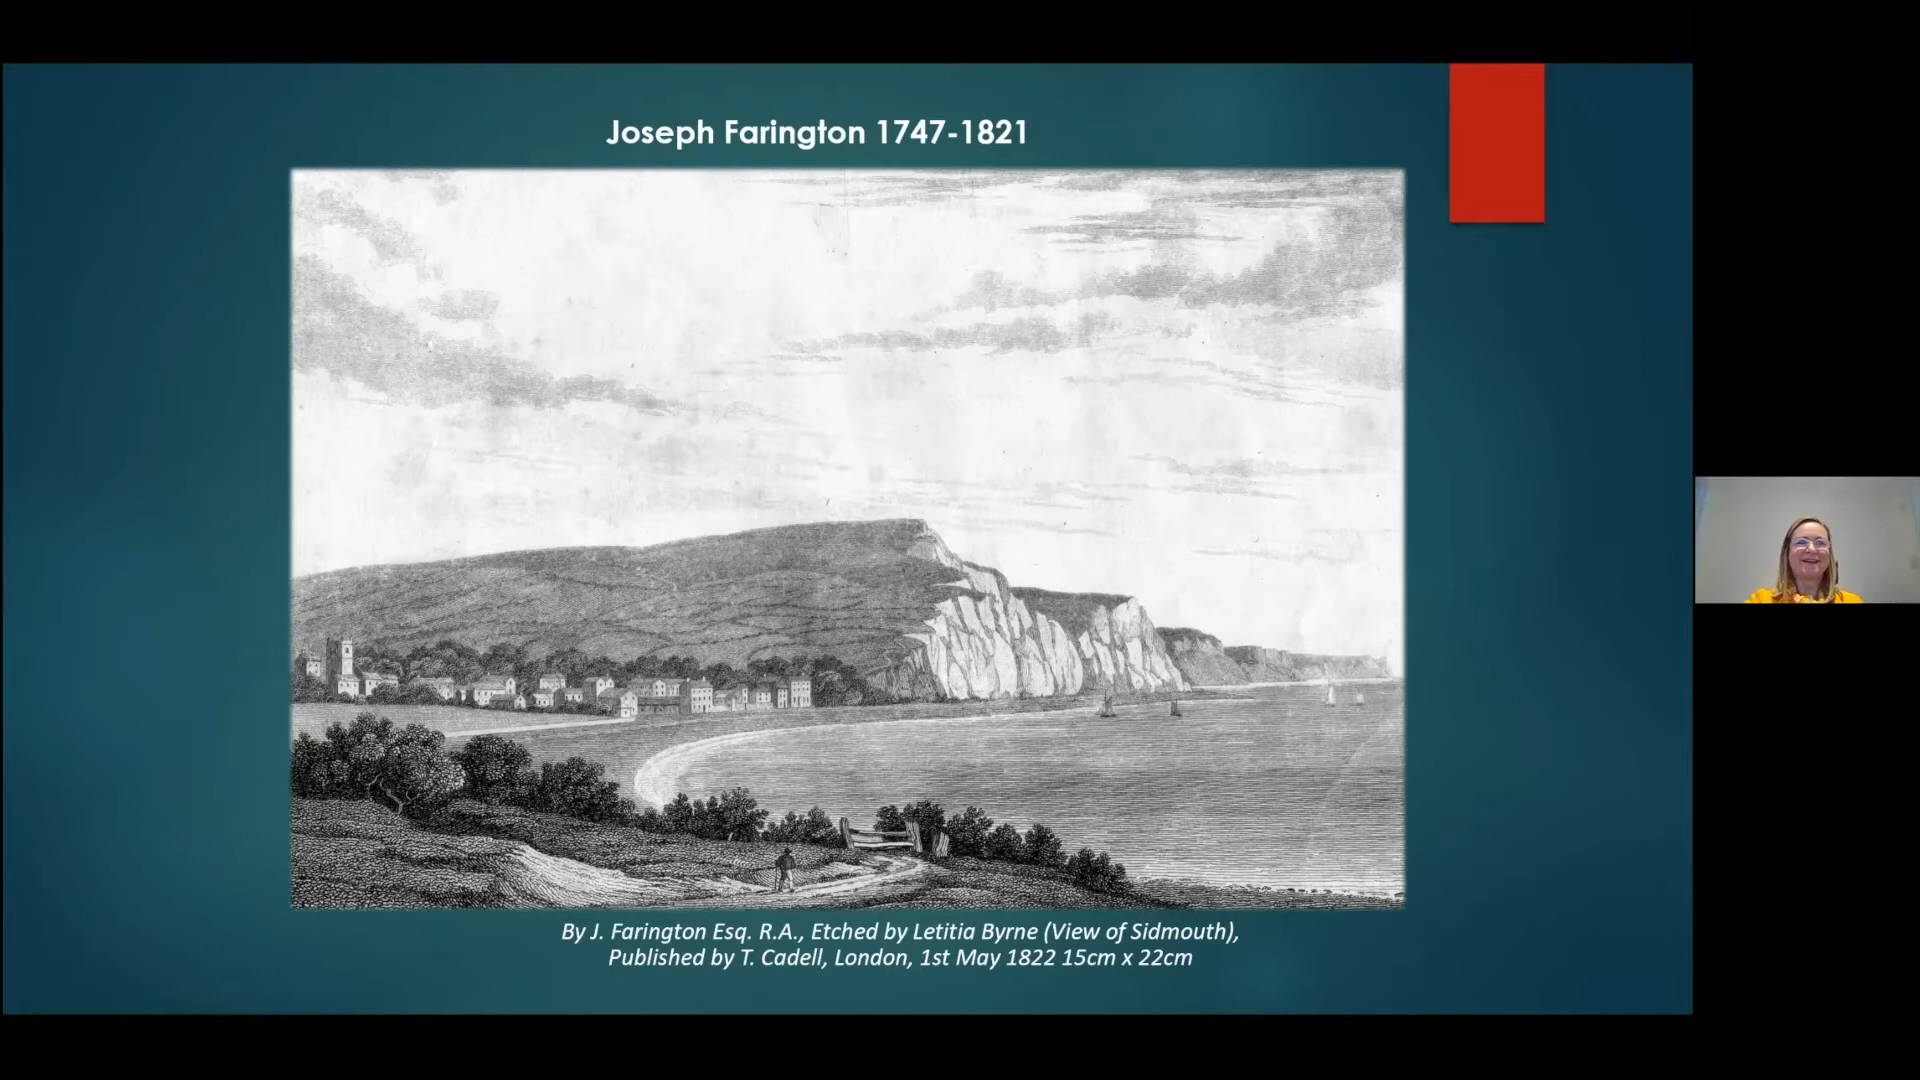 Joseph Farington 1747-1821
By J. Farington Esq. R.A., Etched by Letitia Byrne (View of Sidmouth),
Published by T. Cadell, London, 1st May 1822 15cm x 22cm